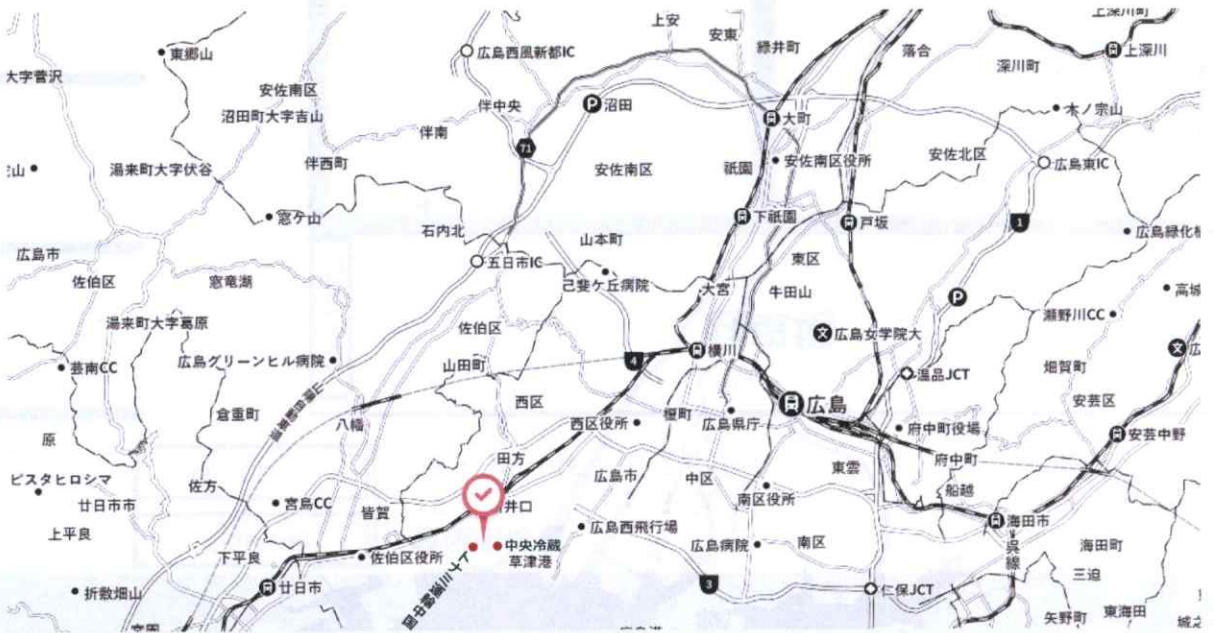 上深川町
上安
安東
緑井町
落合
東郷山
広島西風新都IC
上深川
深川町
大字菅沢
安佐南区
沼田町大字吉山
伴中央
沼田
木ノ宗山
伴南
大町
71
湯来町大字伏谷
伴西町
安佐南区
祇園
安佐南区役所
安佐北区
広島東IC
窓ケ山
石内北
山本町
下祇園
戸坂
1
広島市
五日市IC
東区
佐伯区
窓竜湖
己斐ケ丘病院
大宮
牛田山
P
高城
湯来町大字葛原
佐伯区
広島女学院大
瀬野川CC
広島グリーンヒル病院
横川
芸南CC
山田町
4
温品JCT
畑賀町
倉重町
八幡
西区
榎町
広島
安芸区
原
西区役所
広島県庁
府中町役場
安芸中野
田方
東雲
府中町
ピスタヒロシマ
佐方
広島市
中区
船越
廿日市市
宮島CC
皆賀
井口
南区役所
上平良
広島西飛行場
海田市
下平良
佐伯区役所
中央冷蔵
草津港
広島病院
南区
呉線
海田町
三迫
折敷畑山
廿日市
3
仁保JCT
矢野町
東海田